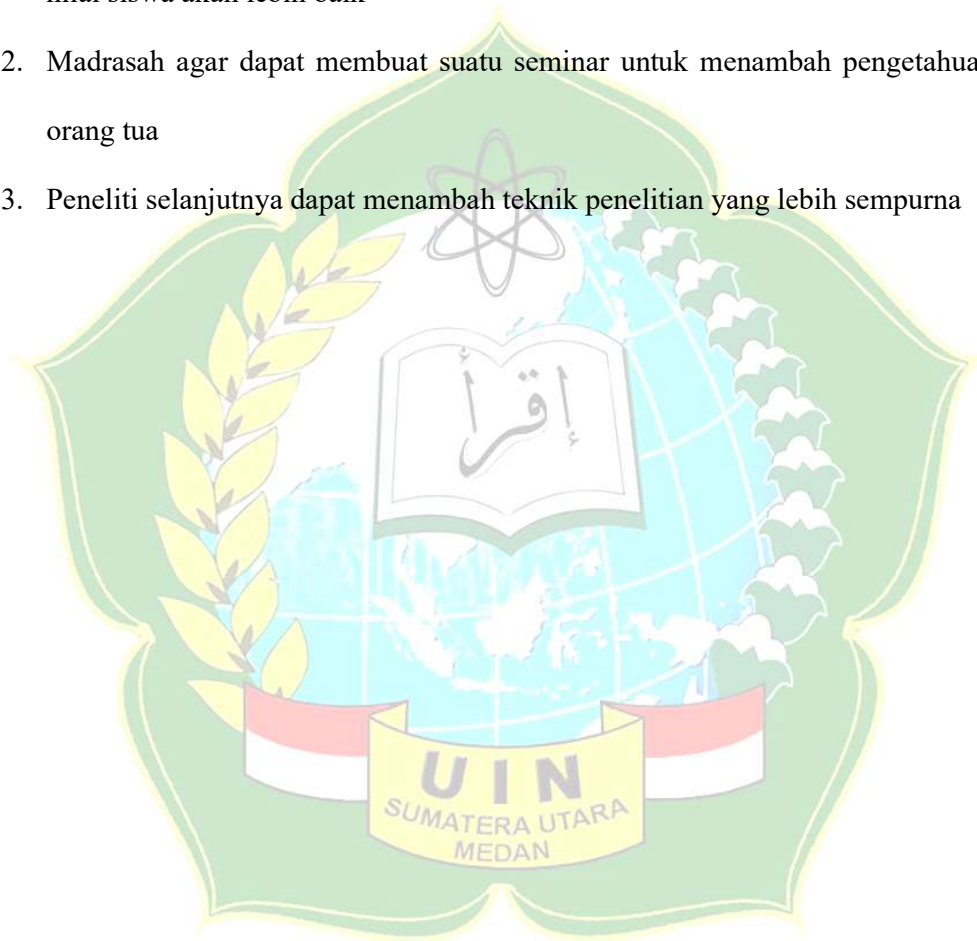 2. Madrasah agar dapat membuat suatu seminar untuk menambah pengetahua
orang tua
3. Peneliti selanjutnya dapat menambah teknik penelitian yang lebih sempurna
إقرأ
UIN
SUMATERA UTARA
MEDAN